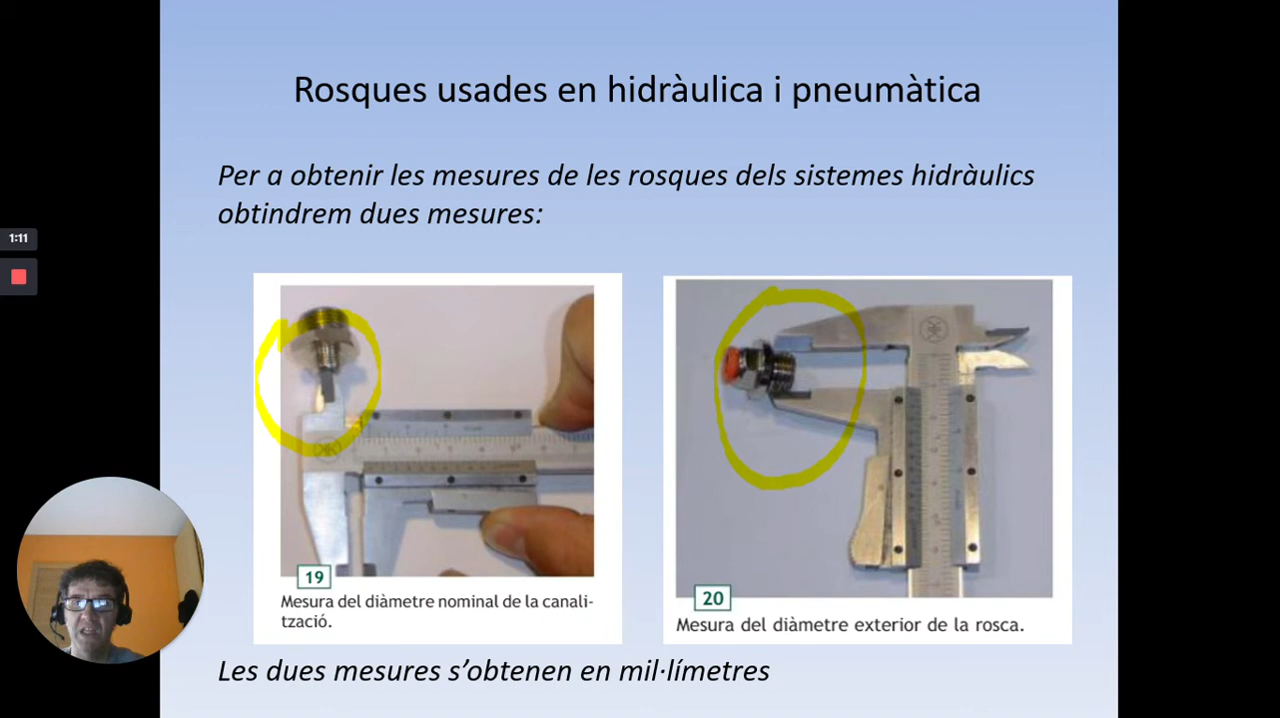 Rosques usades en hidràulica i pneumàtica
Per a obtenir les mesures de les rosques dels sistemes hidràulics
obtindrem dues mesures:
1:11
19
Mesura del diàmetre nominal de la canali-
tzació.
20
Mesura del diàmetre exterior de la rosca.
Les dues mesures s’obtenen en mil·límetres